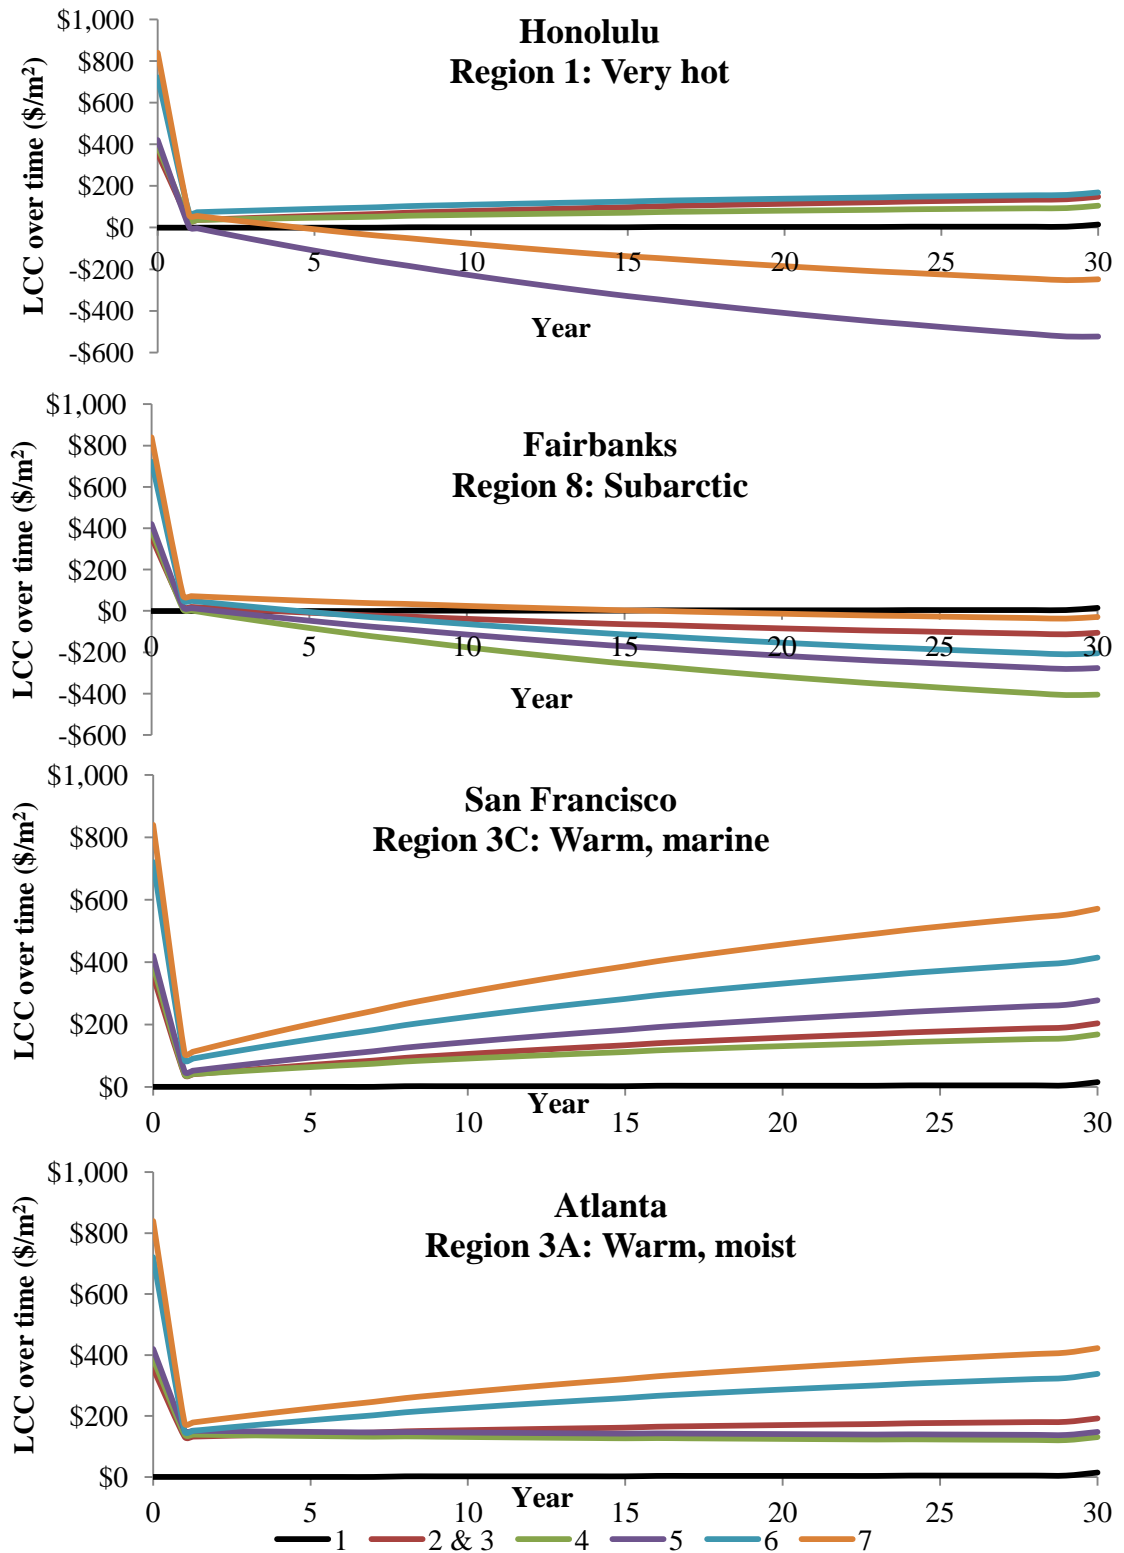 Honolulu
Region 1: Very hot
LCC over time ($/m²)
$1,000
$800
$600
$400
$200
$0
-$200
-$400
-$600
0 5 10 15 20 25 30
Year
Fairbanks
Region 8: Subarctic
LCC over time ($/m²)
$1,000
$800
$600
$400
$200
$0
-$200
-$400
-$600
0 5 10 15 20 25 30
Year
San Francisco
Region 3C: Warm, marine
LCC over time ($/m²)
$1,000
$800
$600
$400
$200
$0
Year
0 5 10 15 20 25 30
Atlanta
Region 3A: Warm, moist
LCC over time ($/m²)
$1,000
$800
$600
$400
$200
$0
Year
0 5 10 15 20 25 30
1 2 & 3 4 5 6 7